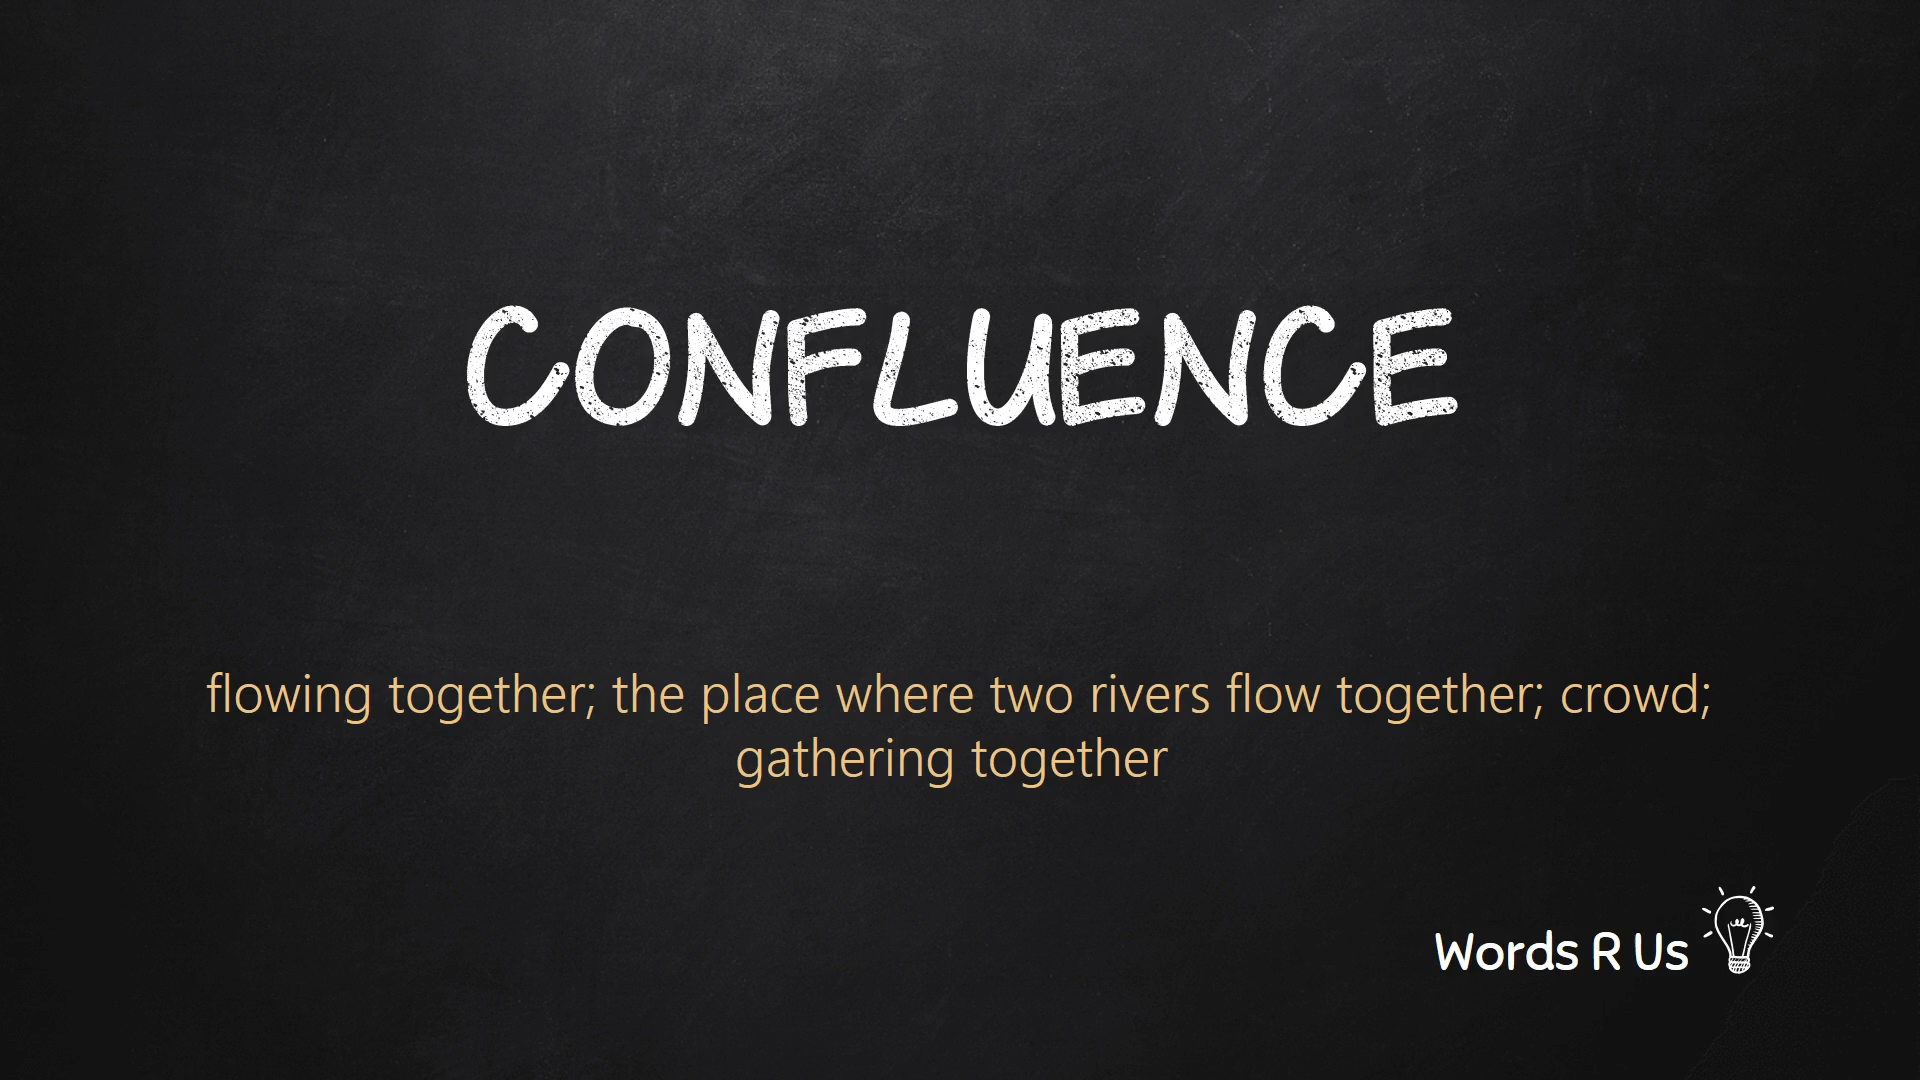 CONFLUENCE
flowing together; the place where two rivers flow together; crowd;
gathering together
Words R Us